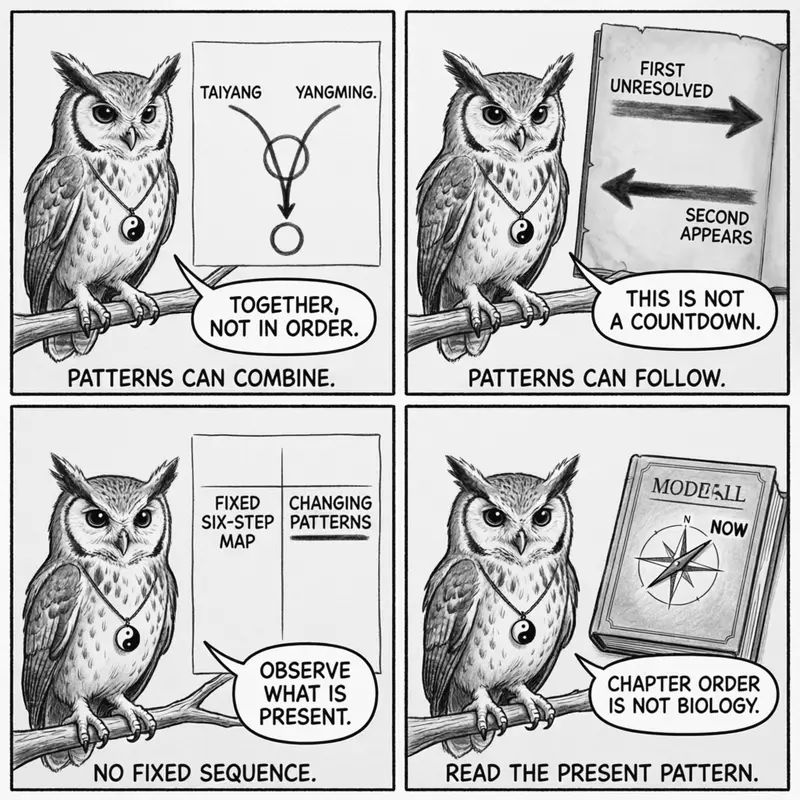 TAIYANG YANGMING.
TOGETHER,
NOT IN ORDER.
PATTERNS CAN COMBINE.
FIRST
UNRESOLVED
SECOND
APPEARS
THIS IS NOT
A COUNTDOWN.
PATTERNS CAN FOLLOW.
FIXED
SIX-STEP
MAP
CHANGING
PATTERNS
OBSERVE
WHAT IS
PRESENT.
NO FIXED SEQUENCE.
N
NOW
CHAPTER ORDER
IS NOT BIOLOGY.
READ THE PRESENT PATTERN.